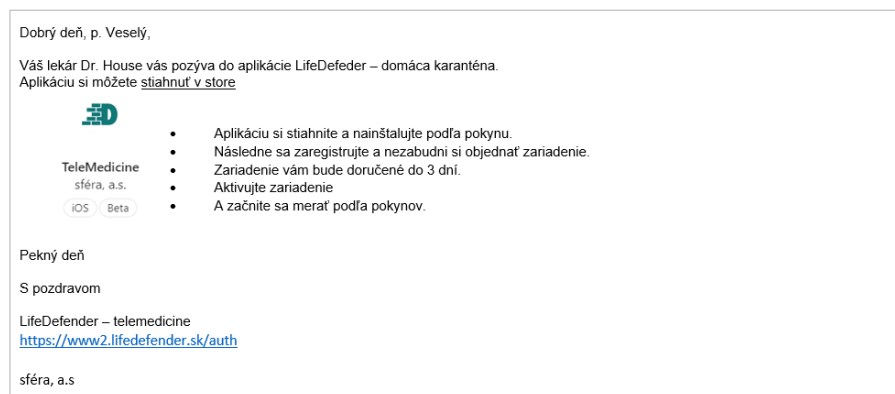 Dobrý deň, p. Veselý,
Váš lekár Dr. House vás pozýva do aplikácie LifeDefeder – domáca karanténa.
Aplikáciu si môžete stiahnuť v store
D
TeleMedicine
sféra, a.s.
iOS Beta
• Aplikáciu si stiahnite a nainštalujte podľa pokynu.
• Následne sa zaregistrujte a nezabudni si objednať zariadenie.
• Zariadenie vám bude doručené do 3 dní.
• Aktivujte zariadenie
• A začnite sa merať podľa pokynov.
Pekný deň
S pozdravom
LifeDefender – telemedicine
https://www2.lifedefender.sk/auth
sféra, a.s